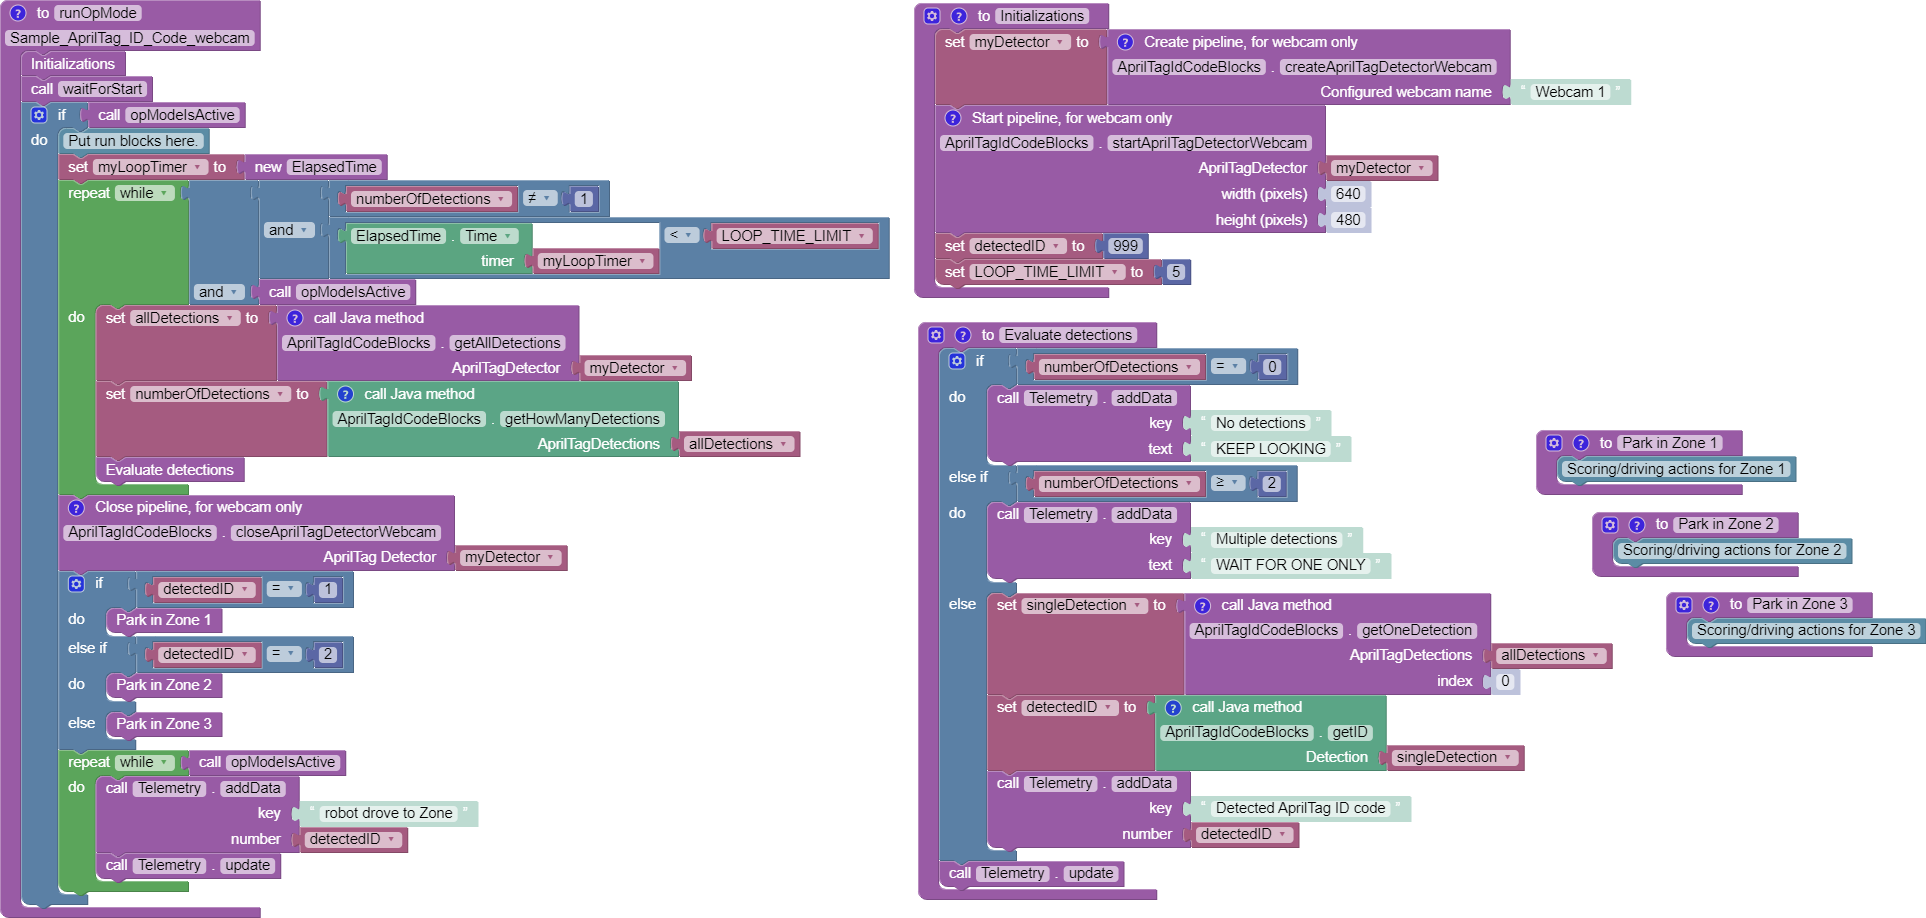 to runOpMode
Sample_AprilTag_ID_Code_webcam
Initializations
call waitForStart
if call opModeIsActive
do Put run blocks here.
set myLoopTimer to new ElapsedTime
repeat while
numberOfDetections ≠ 1
and
ElapsedTime . Time < LOOP_TIME_LIMIT
timer myLoopTimer
and call opModeIsActive
do set allDetections to call Java method
AprilTagIdCodeBlocks . getAllDetections
AprilTagDetector myDetector
set numberOfDetections to call Java method
AprilTagIdCodeBlocks . getHowManyDetections
AprilTagDetections allDetections
Evaluate detections
Close pipeline, for webcam only
AprilTagIdCodeBlocks . closeAprilTagDetectorWebcam
AprilTag Detector myDetector
if detectedID = 1
do Park in Zone 1
else if detectedID = 2
do Park in Zone 2
else Park in Zone 3
repeat while call opModeIsActive
do call Telemetry . addData
key “ robot drove to Zone ”
number detectedID
call Telemetry . update
to Initializations
set myDetector to Create pipeline, for webcam only
AprilTagIdCodeBlocks . createAprilTagDetectorWebcam
Configured webcam name “ Webcam 1 ”
Start pipeline, for webcam only
AprilTagIdCodeBlocks . startAprilTagDetectorWebcam
AprilTagDetector myDetector
width (pixels) 640
height (pixels) 480
set detectedID to 999
set LOOP_TIME_LIMIT to 5
to Evaluate detections
if numberOfDetections = 0
do call Telemetry . addData
key “ No detections ”
text “ KEEP LOOKING ”
else if numberOfDetections ≥ 2
do call Telemetry . addData
key “ Multiple detections ”
text “ WAIT FOR ONE ONLY ”
else set singleDetection to call Java method
AprilTagIdCodeBlocks . getOneDetection
AprilTagDetections allDetections
index 0
set detectedID to call Java method
AprilTagIdCodeBlocks . getID
Detection singleDetection
call Telemetry . addData
key “ Detected AprilTag ID code ”
number detectedID
call Telemetry . update
to Park in Zone 1
Scoring/driving actions for Zone 1
to Park in Zone 2
Scoring/driving actions for Zone 2
to Park in Zone 3
Scoring/driving actions for Zone 3